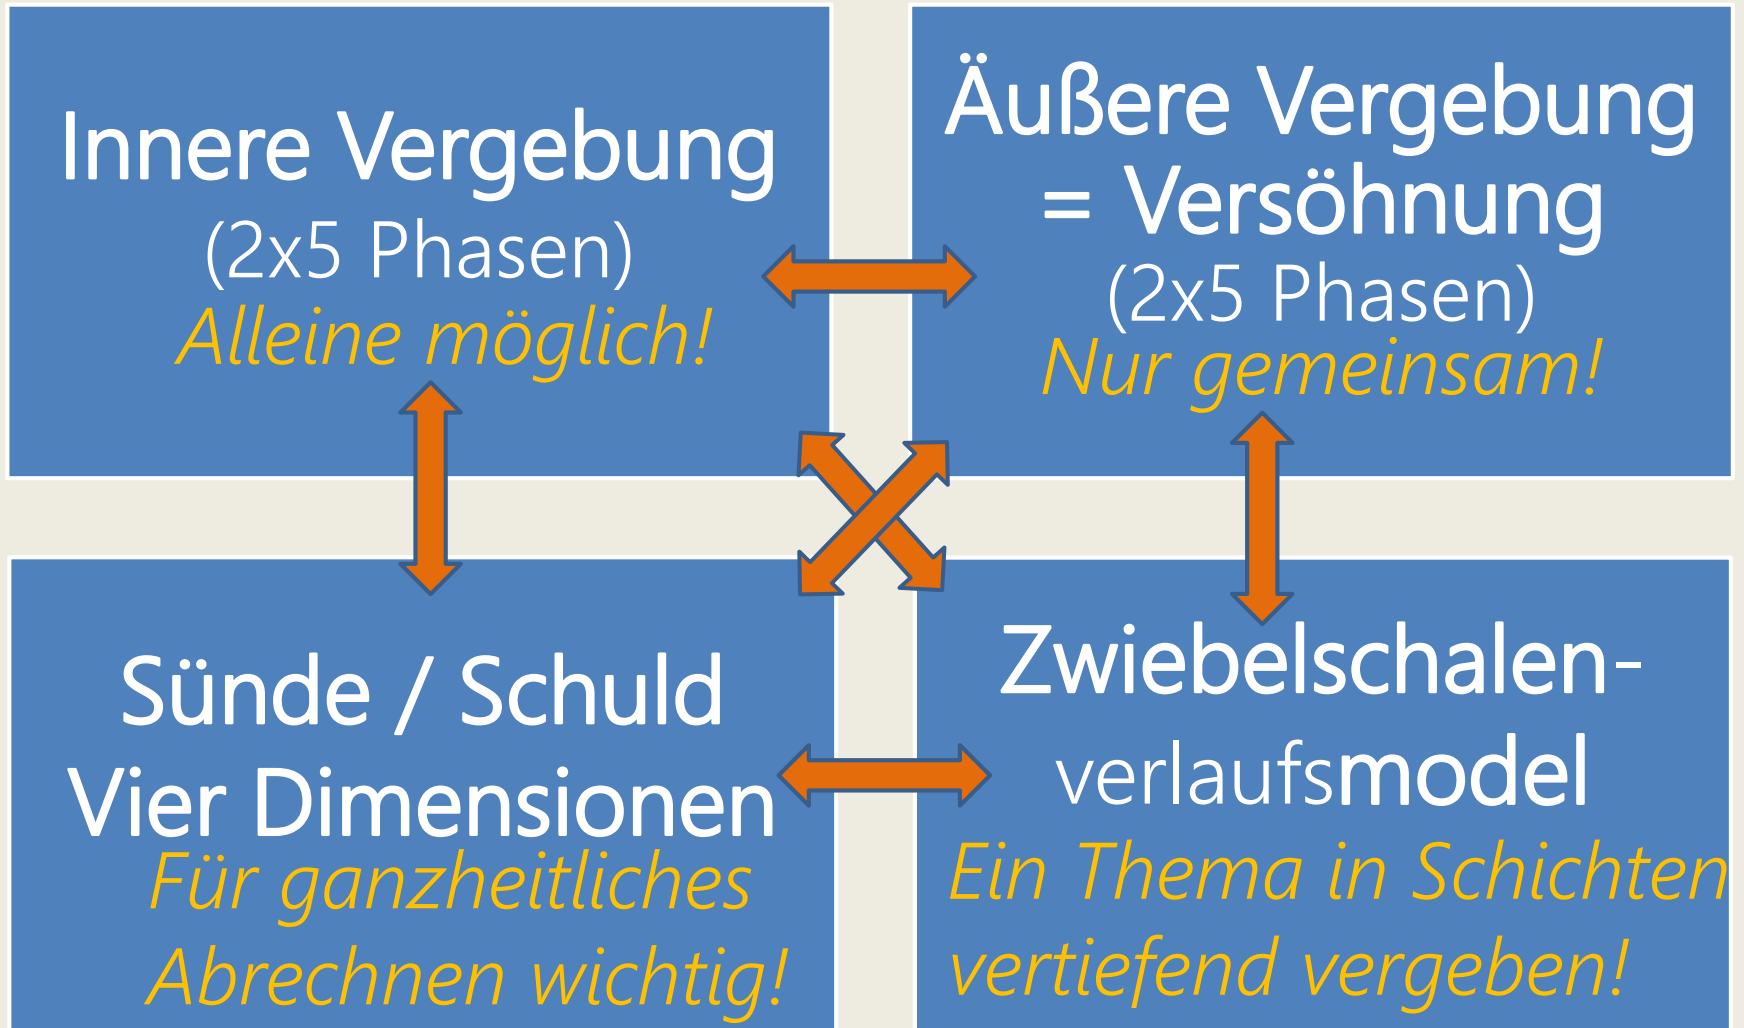 Innere Vergebung
(2x5 Phasen)
Alleine möglich!
Äußere Vergebung
= Versöhnung
(2x5 Phasen)
Nur gemeinsam!
Sünde / Schuld
Vier Dimensionen
Für ganzheitliches
Abrechnen wichtig!
Zwiebelschalen-
verlaufsmodel
Ein Thema in Schichten
vertiefend vergeben!